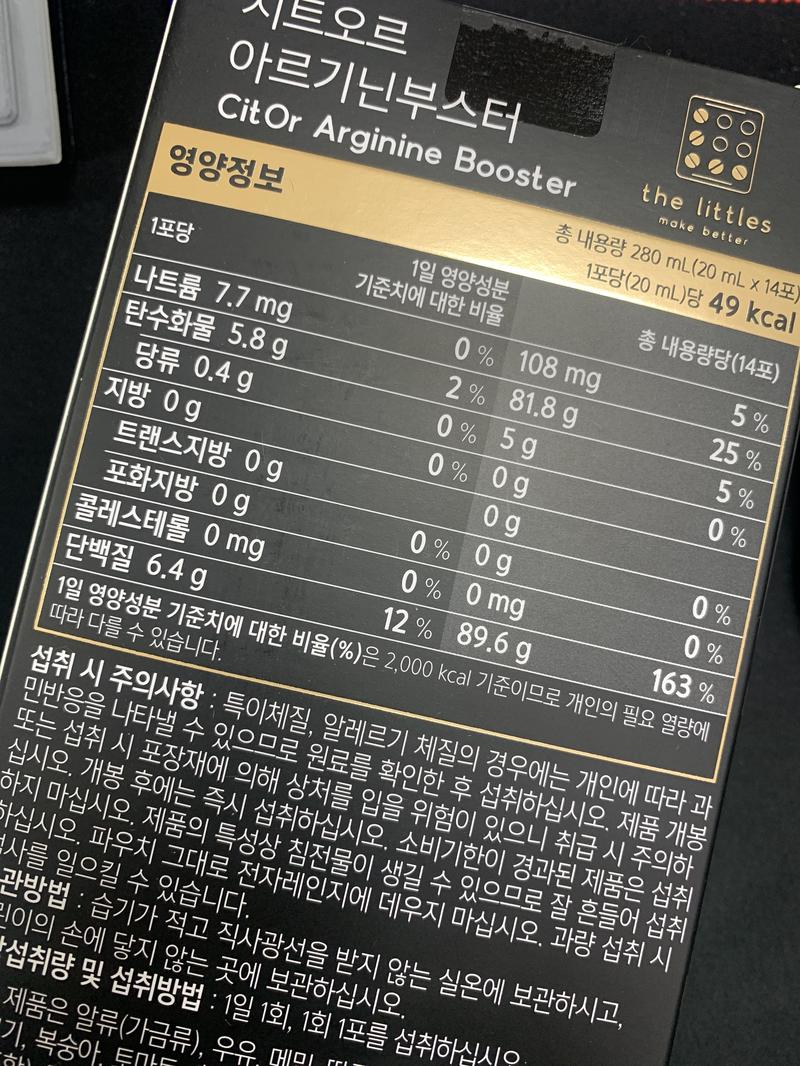 시트오르
아르기닌부스터
CitOr Arginine Booster
the littles
make better
영양정보
총 내용량 280 mL(20 mL x 14포)
1포당(20 mL)당 49 kcal
1포당
1일 영양성분
기준치에 대한 비율
총 내용량당(14포)
나트륨 7.7 mg 0 % 108 mg 5 %
탄수화물 5.8 g 2 % 81.8 g 25 %
당류 0.4 g 0 % 5 g 5 %
지방 0 g 0 % 0 g 0 %
트랜스지방 0 g 0 g
포화지방 0 g 0 % 0 g 0 %
콜레스테롤 0 mg 0 % 0 mg 0 %
단백질 6.4 g 12 % 89.6 g 163 %
1일 영양성분 기준치에 대한 비율(%)은 2,000 kcal 기준이므로 개인의 필요 열량에
따라 다를 수 있습니다.
섭취 시 주의사항 : 특이체질, 알레르기 체질의 경우에는 개인에 따라 과
민반응을 나타낼 수 있으므로 원료를 확인한 후 섭취하십시오. 제품 개봉
또는 섭취 시 포장재에 의해 상처를 입을 위험이 있으니 취급 시 주의하
십시오. 개봉 후에는 즉시 섭취하십시오. 소비기한이 경과된 제품은 섭취
하지 마십시오. 제품의 특성상 침전물이 생길 수 있으므로 잘 흔들어 섭취
하십시오. 파우치 그대로 전자레인지에 데우지 마십시오. 과량 섭취 시
설사를 일으킬 수 있습니다.
관방법 : 습기가 적고 직사광선을 받지 않는 실온에 보관하시고,
린이의 손에 닿지 않는 곳에 보관하십시오.
섭취량 및 섭취방법 : 1일 1회, 1회 1포를 섭취하십시오.
제품은 알류(가금류), 우유, 메밀,
기, 복숭아, 토마토,